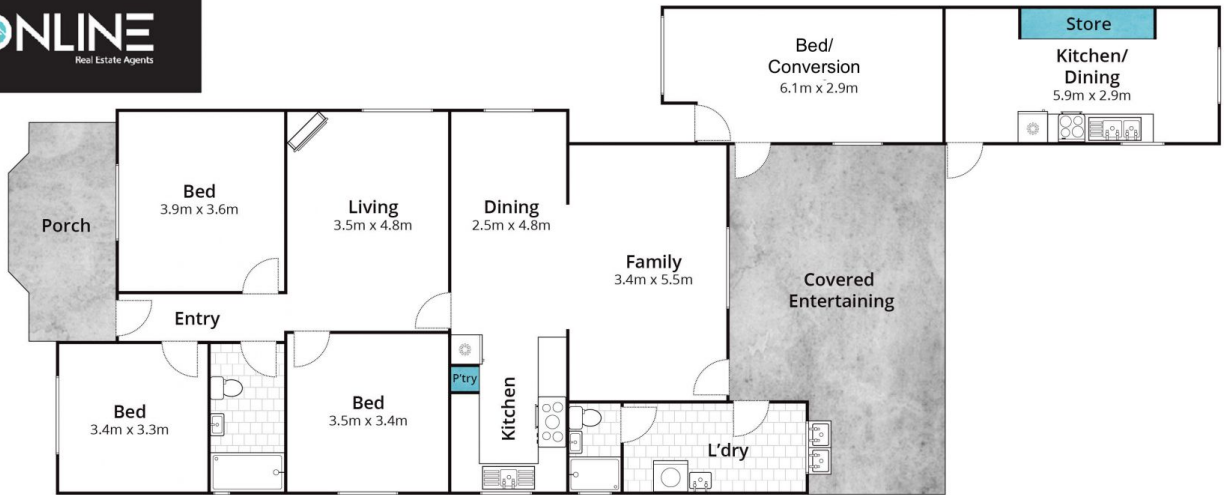 ONLINE
Real Estate Agents
Store
Bed/
Conversion
6.1m x 2.9m
Kitchen/
Dining
5.9m x 2.9m
Bed
3.9m x 3.6m
Living
3.5m x 4.8m
Dining
2.5m x 4.8m
Porch
Family
3.4m x 5.5m
Covered
Entertaining
Entry
P'try
Bed
3.4m x 3.3m
Bed
3.5m x 3.4m
Kitchen
L'dry